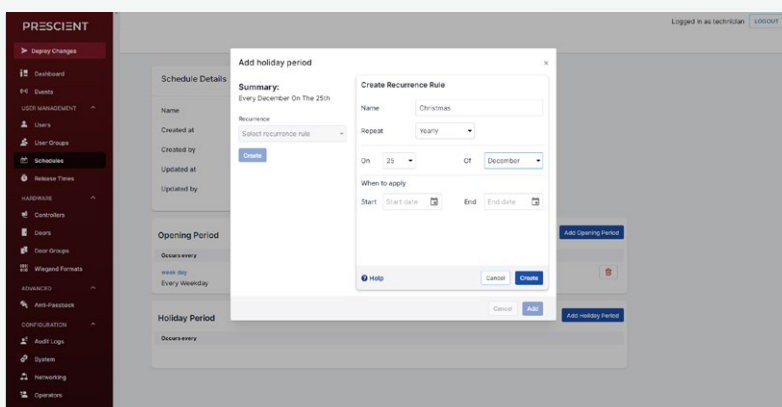 PRESCIENT
Logged in as technician LOGOUT
Deploy Changes
Dashboard
Events
USER MANAGEMENT
Users
User Groups
Schedules
Release Times
HARDWARE
Controllers
Doors
Door Groups
Wiegand Formats
ADVANCED
Anti-Passback
CONFIGURATION
Audit Logs
System
Networking
Operators
Schedule Details
Name
Created at
Created by
Updated at
Updated by
Opening Period
Add Opening Period
Occurs every
week day
Every Weekday
Holiday Period
Add Holiday Period
Occurs every
Add holiday period
×
Summary:
Every December On The 25th
Recurrence
Select recurrence rule
Create
Create Recurrence Rule
Name Christmas
Repeat Yearly
On 25 Of December
When to apply
Start Start date End End date
Help
Cancel Create
Cancel Add